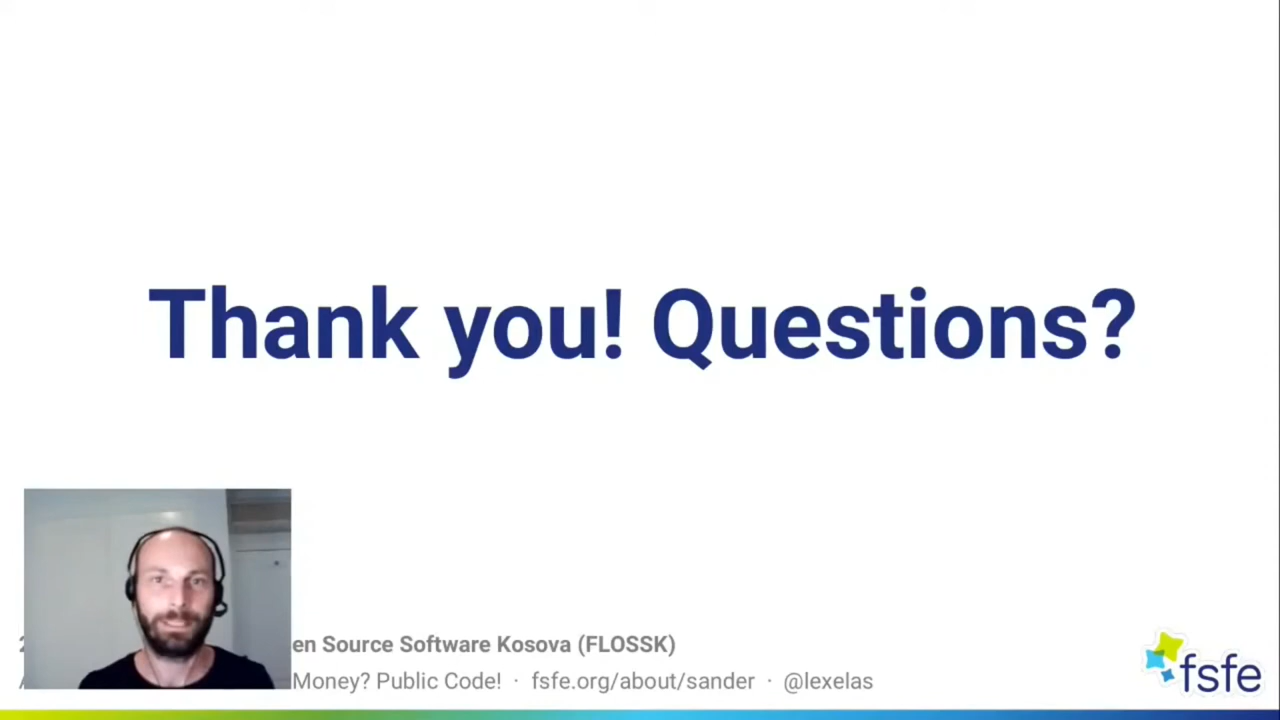 Thank you! Questions?
en Source Software Kosova (FLOSSK)
Money? Public Code! · fsfe.org/about/sander · @lexelas
fsfe